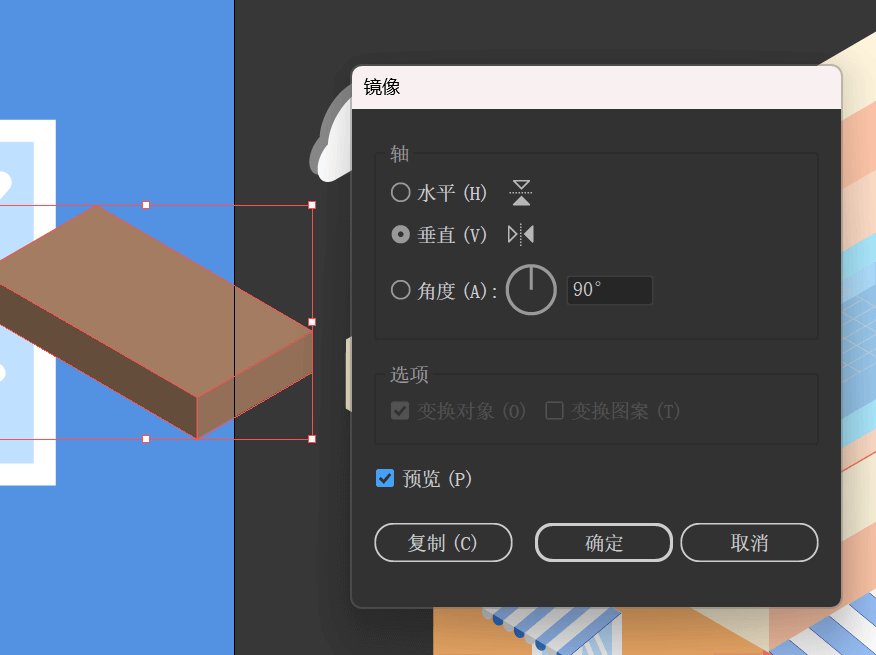 镜像
轴
水平 (H)
垂直 (V)
角度 (A): 90°
选项
变换对象 (O) 变换图案 (T)
预览 (P)
复制 (C) 确定 取消